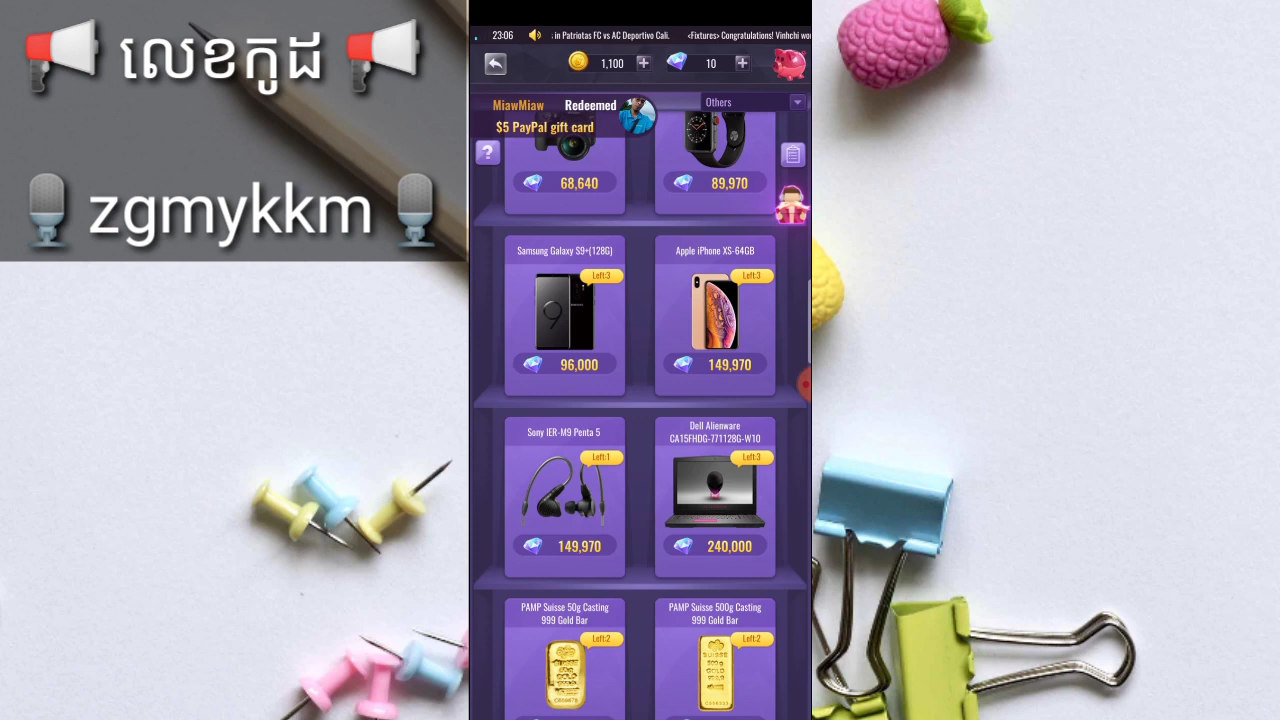 លេខកូដ
zgmykkm
23:06
in Patriotas FC vs AC Deportivo Cali. <Fixtures> Congratulations! Vinhchi wo
1,100
10
MiawMiaw Redeemed
$5 PayPal gift card
Others
?
68,640
89,970
Samsung Galaxy S9+(128G)
Left:3
96,000
Apple iPhone XS-64GB
Left:3
149,970
Sony IER-M9 Penta 5
Left:1
149,970
Dell Alienware
CA15FHDG-771128G-W10
Left:3
240,000
PAMP Suisse 50g Casting
999 Gold Bar
Left:2
PAMP Suisse 500g Casting
999 Gold Bar
Left:2